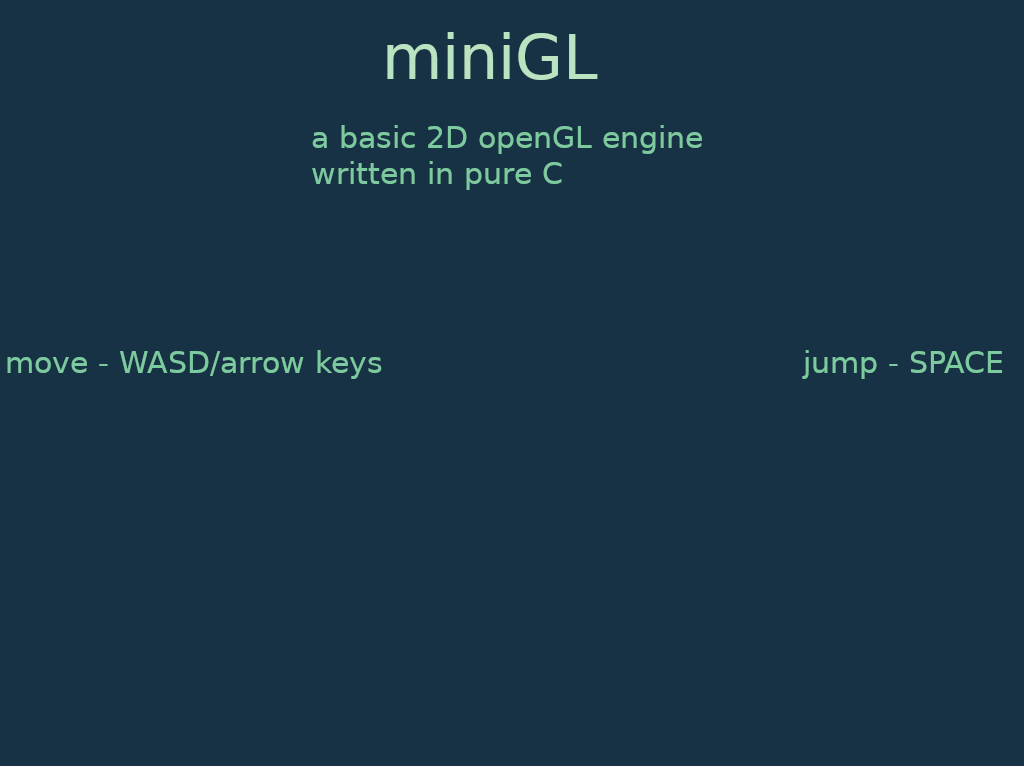 miniGL
a basic 2D openGL engine
written in pure C
move - WASD/arrow keys
jump - SPACE